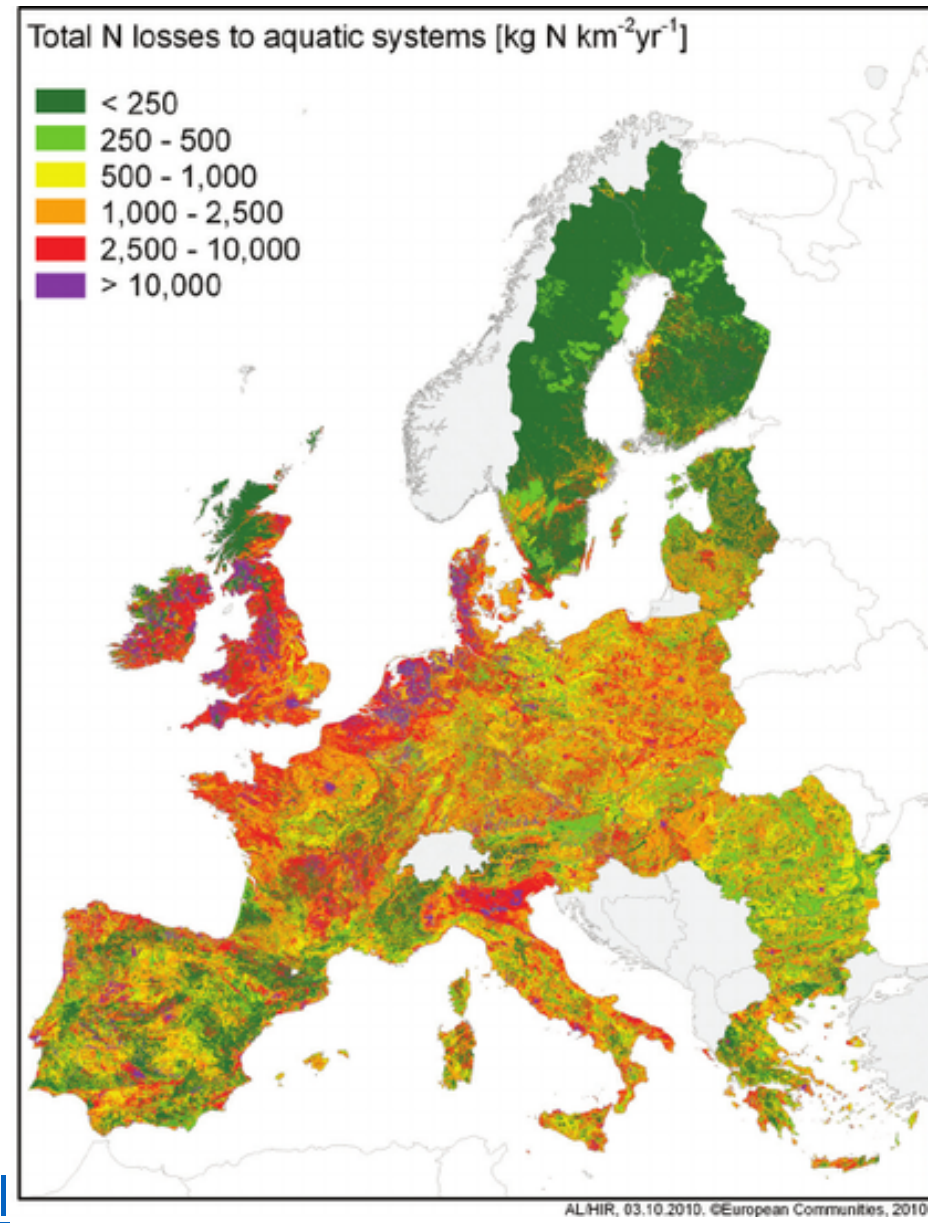 Total N losses to aquatic systems [kg N km⁻²yr⁻¹]
< 250
250 - 500
500 - 1,000
1,000 - 2,500
2,500 - 10,000
> 10,000
AL/HIR, 03.10.2010. ©European Communities, 2010